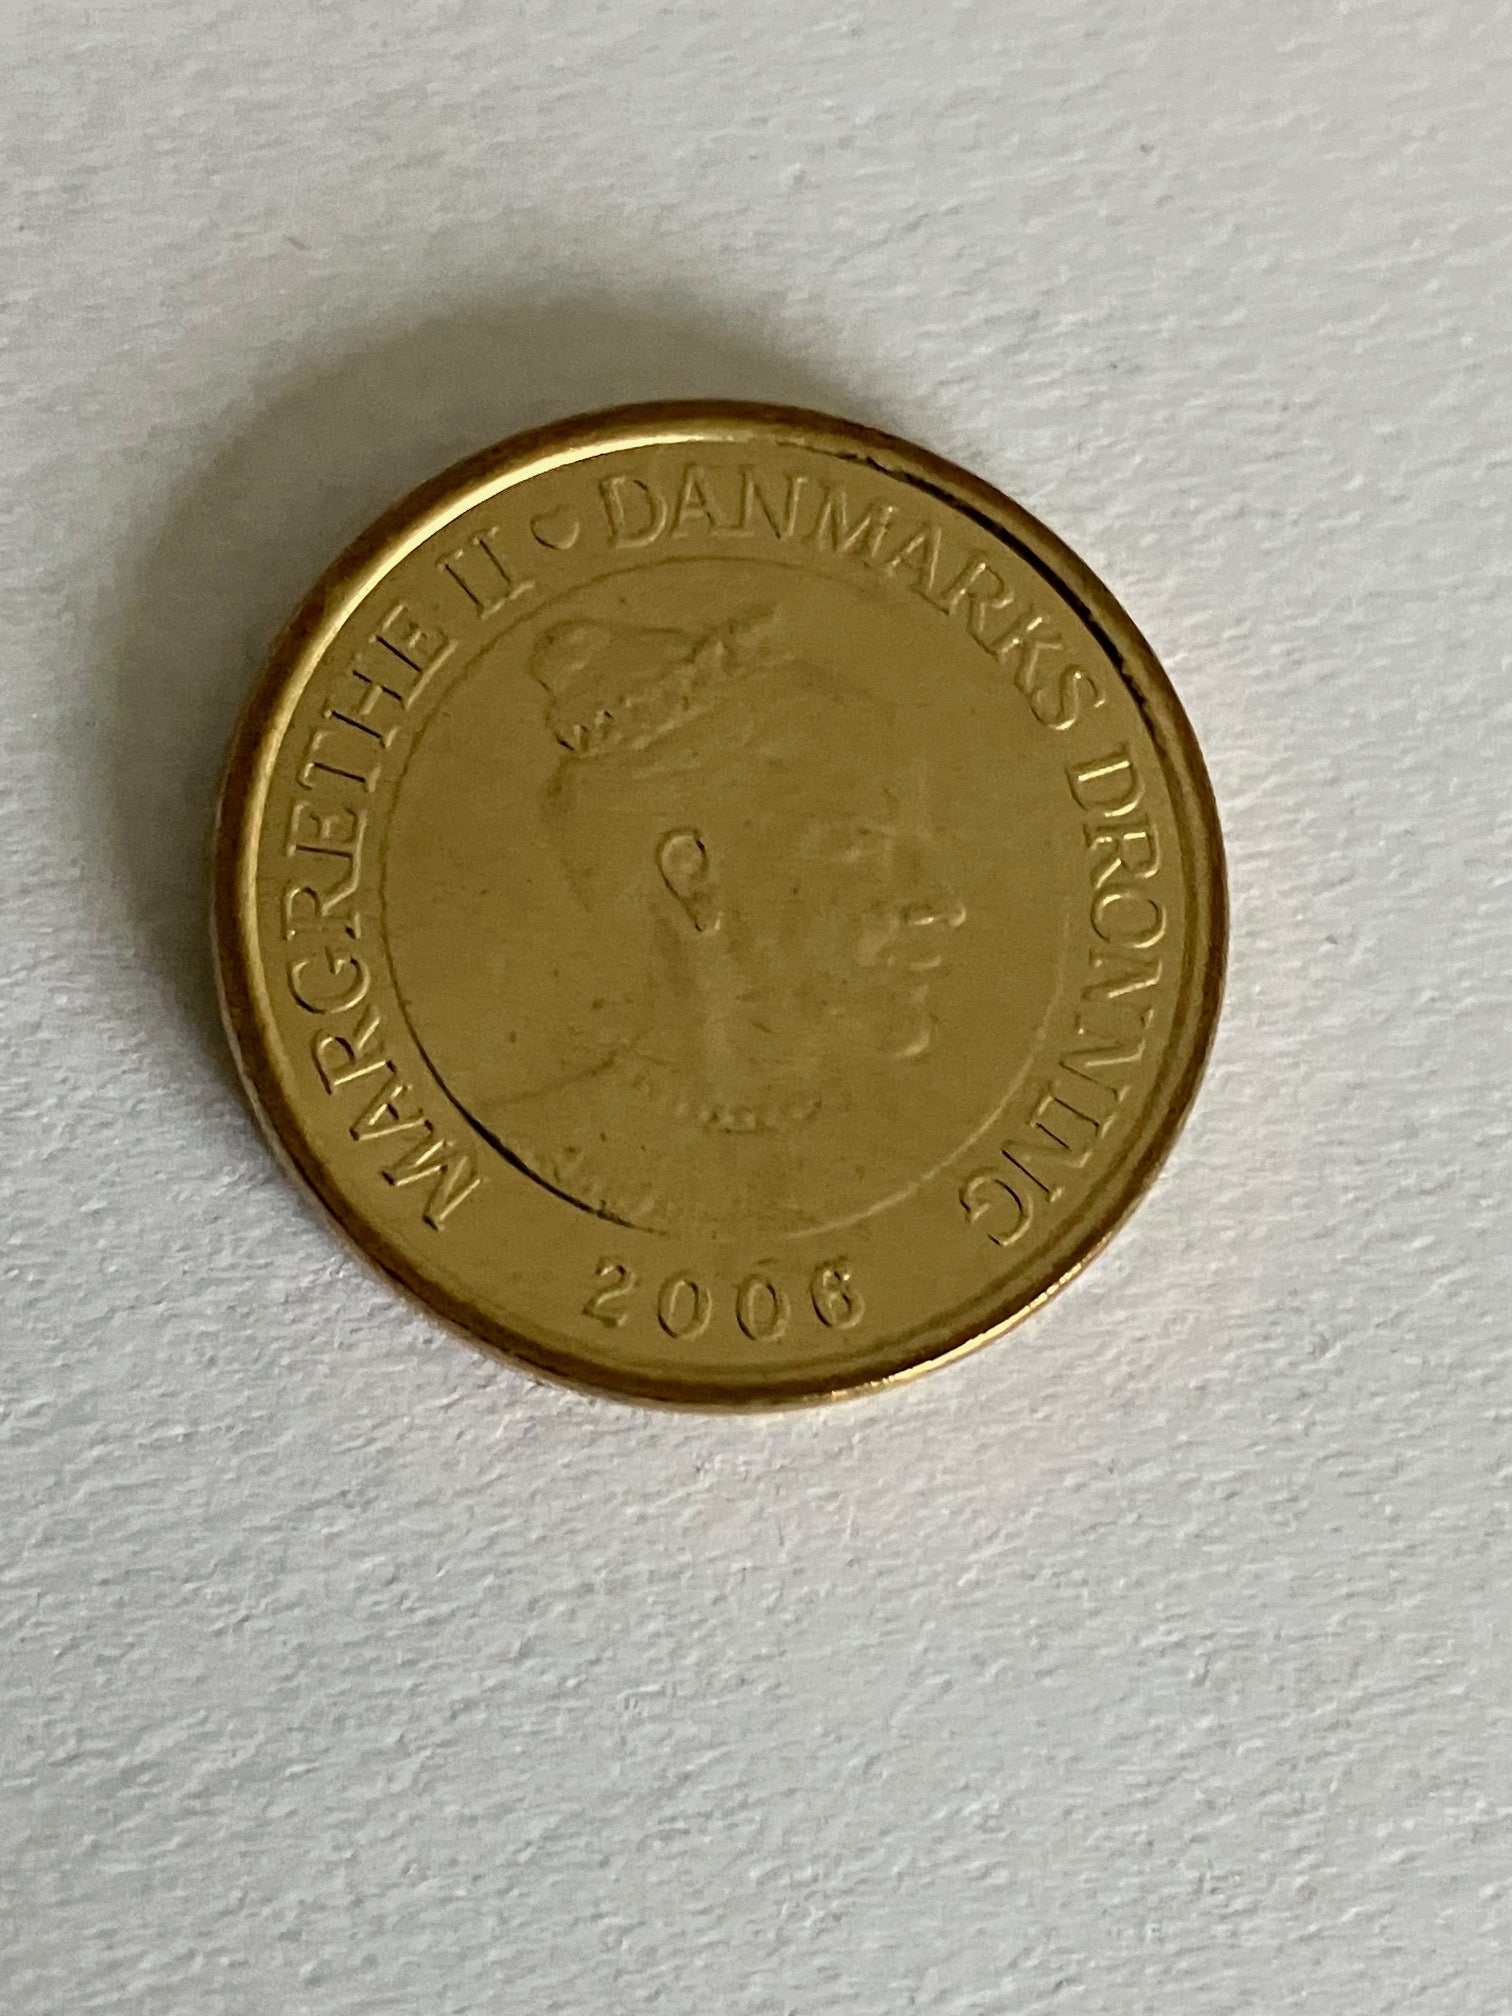 MARGRETHE II ♥ DANMARKS DRONNING
2006